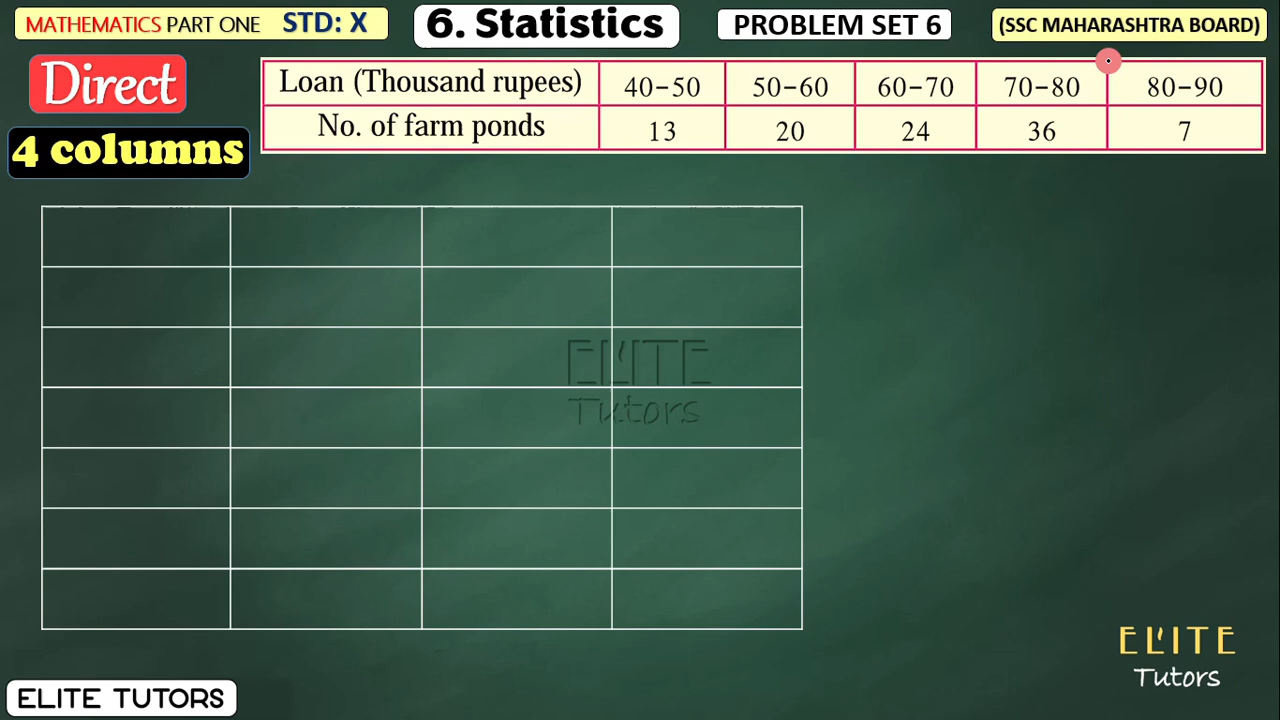 MATHEMATICS PART ONE STD: X
6. Statistics
PROBLEM SET 6
(SSC MAHARASHTRA BOARD)
Direct
4 columns
Loan (Thousand rupees) 40-50 50-60 60-70 70-80 80-90
No. of farm ponds 13 20 24 36 7
ELITE
Tutors
ELITE
Tutors
ELITE TUTORS